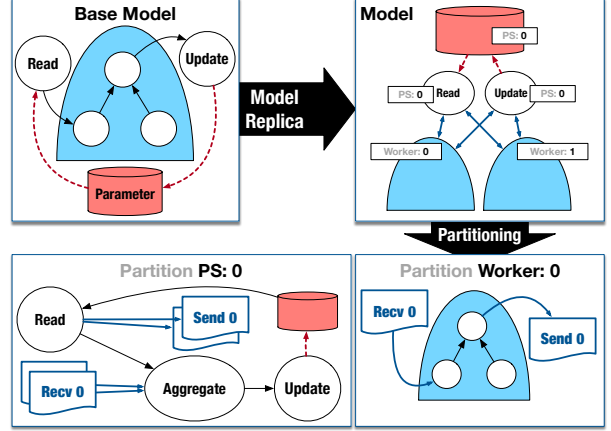 Base Model
Read
Update
Parameter
Model
Replica
Model
PS: 0
PS: 0
Read
Update
PS: 0
Worker: 0
Worker: 1
Partitioning
Partition PS: 0
Read
Send 0
Recv 0
Aggregate
Update
Partition Worker: 0
Recv 0
Send 0